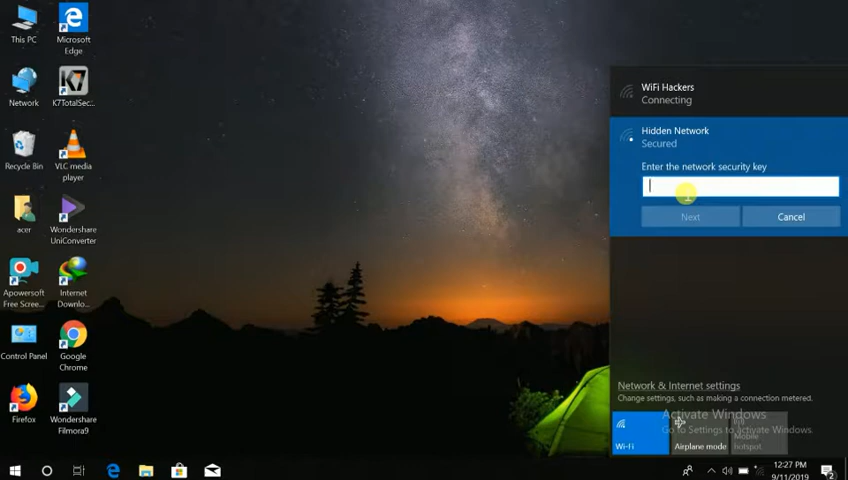 This PC
Microsoft
Edge
Network
K7TotalSec...
Recycle Bin
VLC media
player
acer
Wondershare
UniConverter
Apowersoft
Free Scree...
Internet
Downlo...
Control Panel
Google
Chrome
Firefox
Wondershare
Filmora9
WiFi Hackers
Connecting
Hidden Network
Secured
Enter the network security key
Next
Cancel
Network & Internet settings
Change settings, such as making a connection metered.
Activate Windows
Go to Settings to activate Windows.
Wi-Fi
Airplane mode
Mobile
hotspot
12:27 PM
9/11/2019
2